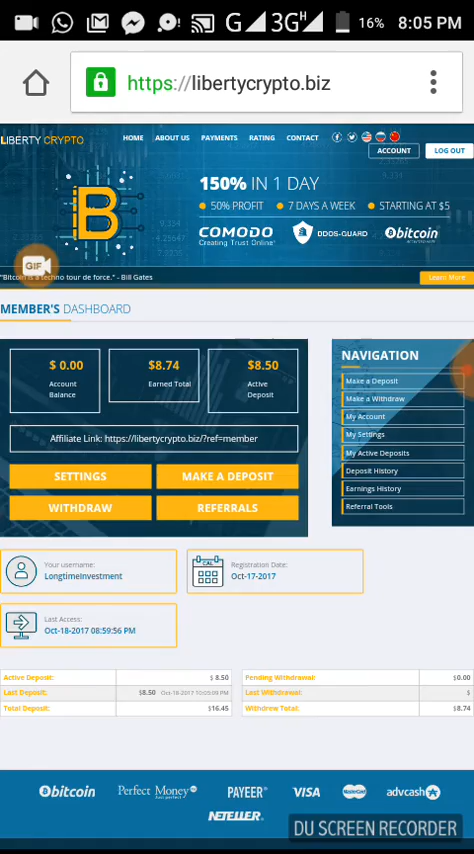 G 3G H 16% 8:05 PM
https://libertycrypto.biz
LIBERTY CRYPTO HOME ABOUT US PAYMENTS RATING CONTACT
ACCOUNT LOG OUT
150% IN 1 DAY
50% PROFIT 7 DAYS A WEEK STARTING AT $5
B
COMODO Creating Trust Online® DDOS-GUARD bitcoin
GIF
"Bitcoin is a techno tour de force." - Bill Gates Learn More
MEMBER'S DASHBOARD
$ 0.00 Account Balance
$8.74 Earned Total
$8.50 Active Deposit
Affiliate Link: https://libertycrypto.biz/?ref=member
SETTINGS MAKE A DEPOSIT
WITHDRAW REFERRALS
NAVIGATION
Make a Deposit
Make a Withdraw
My Account
My Settings
My Active Deposits
Deposit History
Earnings History
Referral Tools
Your username:
LongtimeInvestment
CAL
Registration Date:
Oct-17-2017
Last Access:
Oct-18-2017 08:59:56 PM
Active Deposit: $ 8.50 Pending Withdrawal: $0.00
Last Deposit: $8.50 Last Withdrawal: $
Total Deposit: $16.45 Withdrew Total: $8.74
bitcoin Perfect Money PAYEER VISA MasterCard advcash
NETELLER
DU SCREEN RECORDER